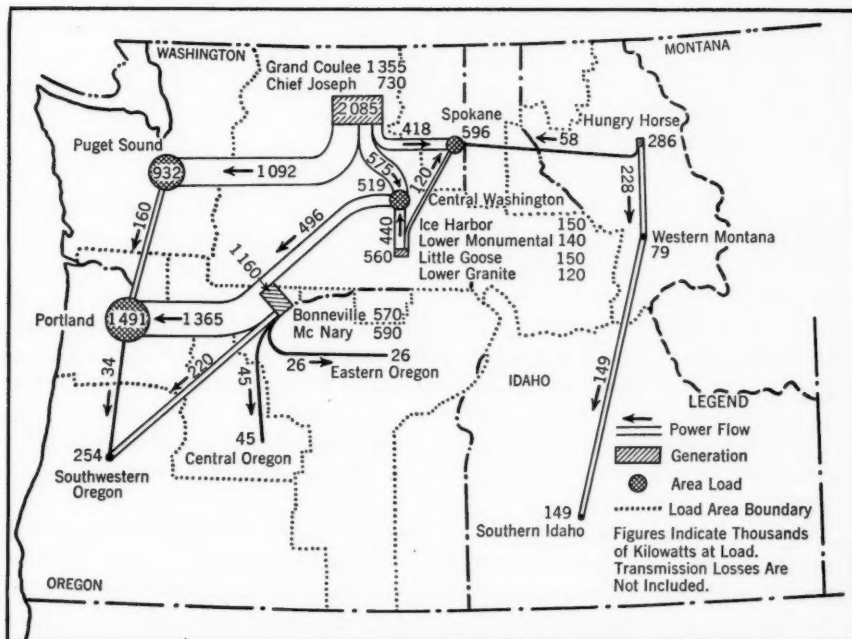 WASHINGTON
MONTANA
Grand Coulee 1355
Chief Joseph 730
2085
Spokane
596
418
58
Hungry Horse
286
Puget Sound
932
1092
575
519
120
228
Central Washington
160
496
440
560
Ice Harbor 150
Lower Monumental 140
Little Goose 150
Lower Granite 120
Western Montana
79
1160
Portland
1491
1365
Bonneville 570
Mc Nary 590
220
34
45
26
26
Eastern Oregon
IDAHO
149
254
Southwestern
Oregon
45
Central Oregon
149
Southern Idaho
OREGON
LEGEND
Power Flow
Generation
Area Load
Load Area Boundary
Figures Indicate Thousands
of Kilowatts at Load.
Transmission Losses Are
Not Included.